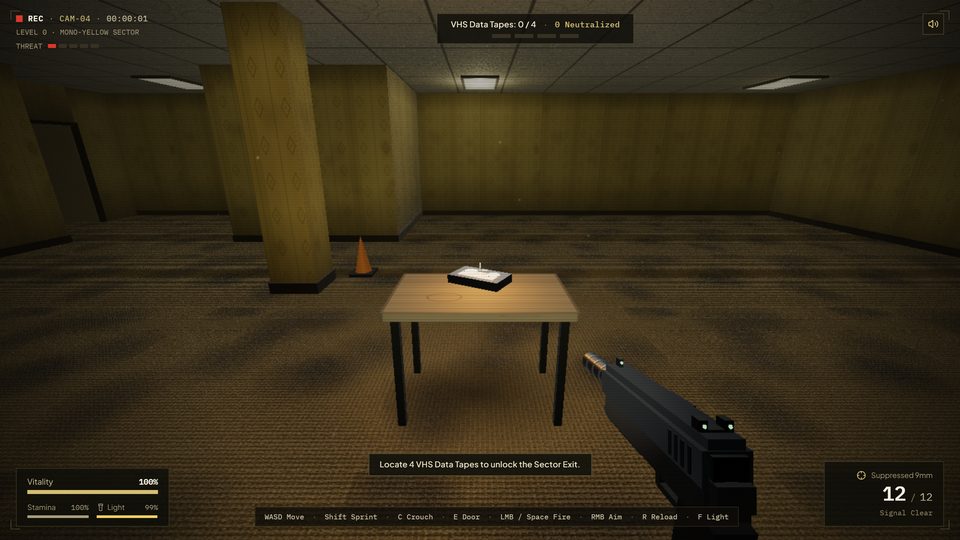 REC · CAM-04 · 00:00:01
LEVEL 0 · MONO-YELLOW SECTOR
THREAT
VHS Data Tapes: 0 / 4 · 0 Neutralized
Locate 4 VHS Data Tapes to unlock the Sector Exit.
Vitality 100%
Stamina 100% Light 99%
WASD Move · Shift Sprint · C Crouch · E Door · LMB / Space Fire · RMB Aim · R Reload · F Light
Suppressed 9mm
12 / 12
Signal Clear